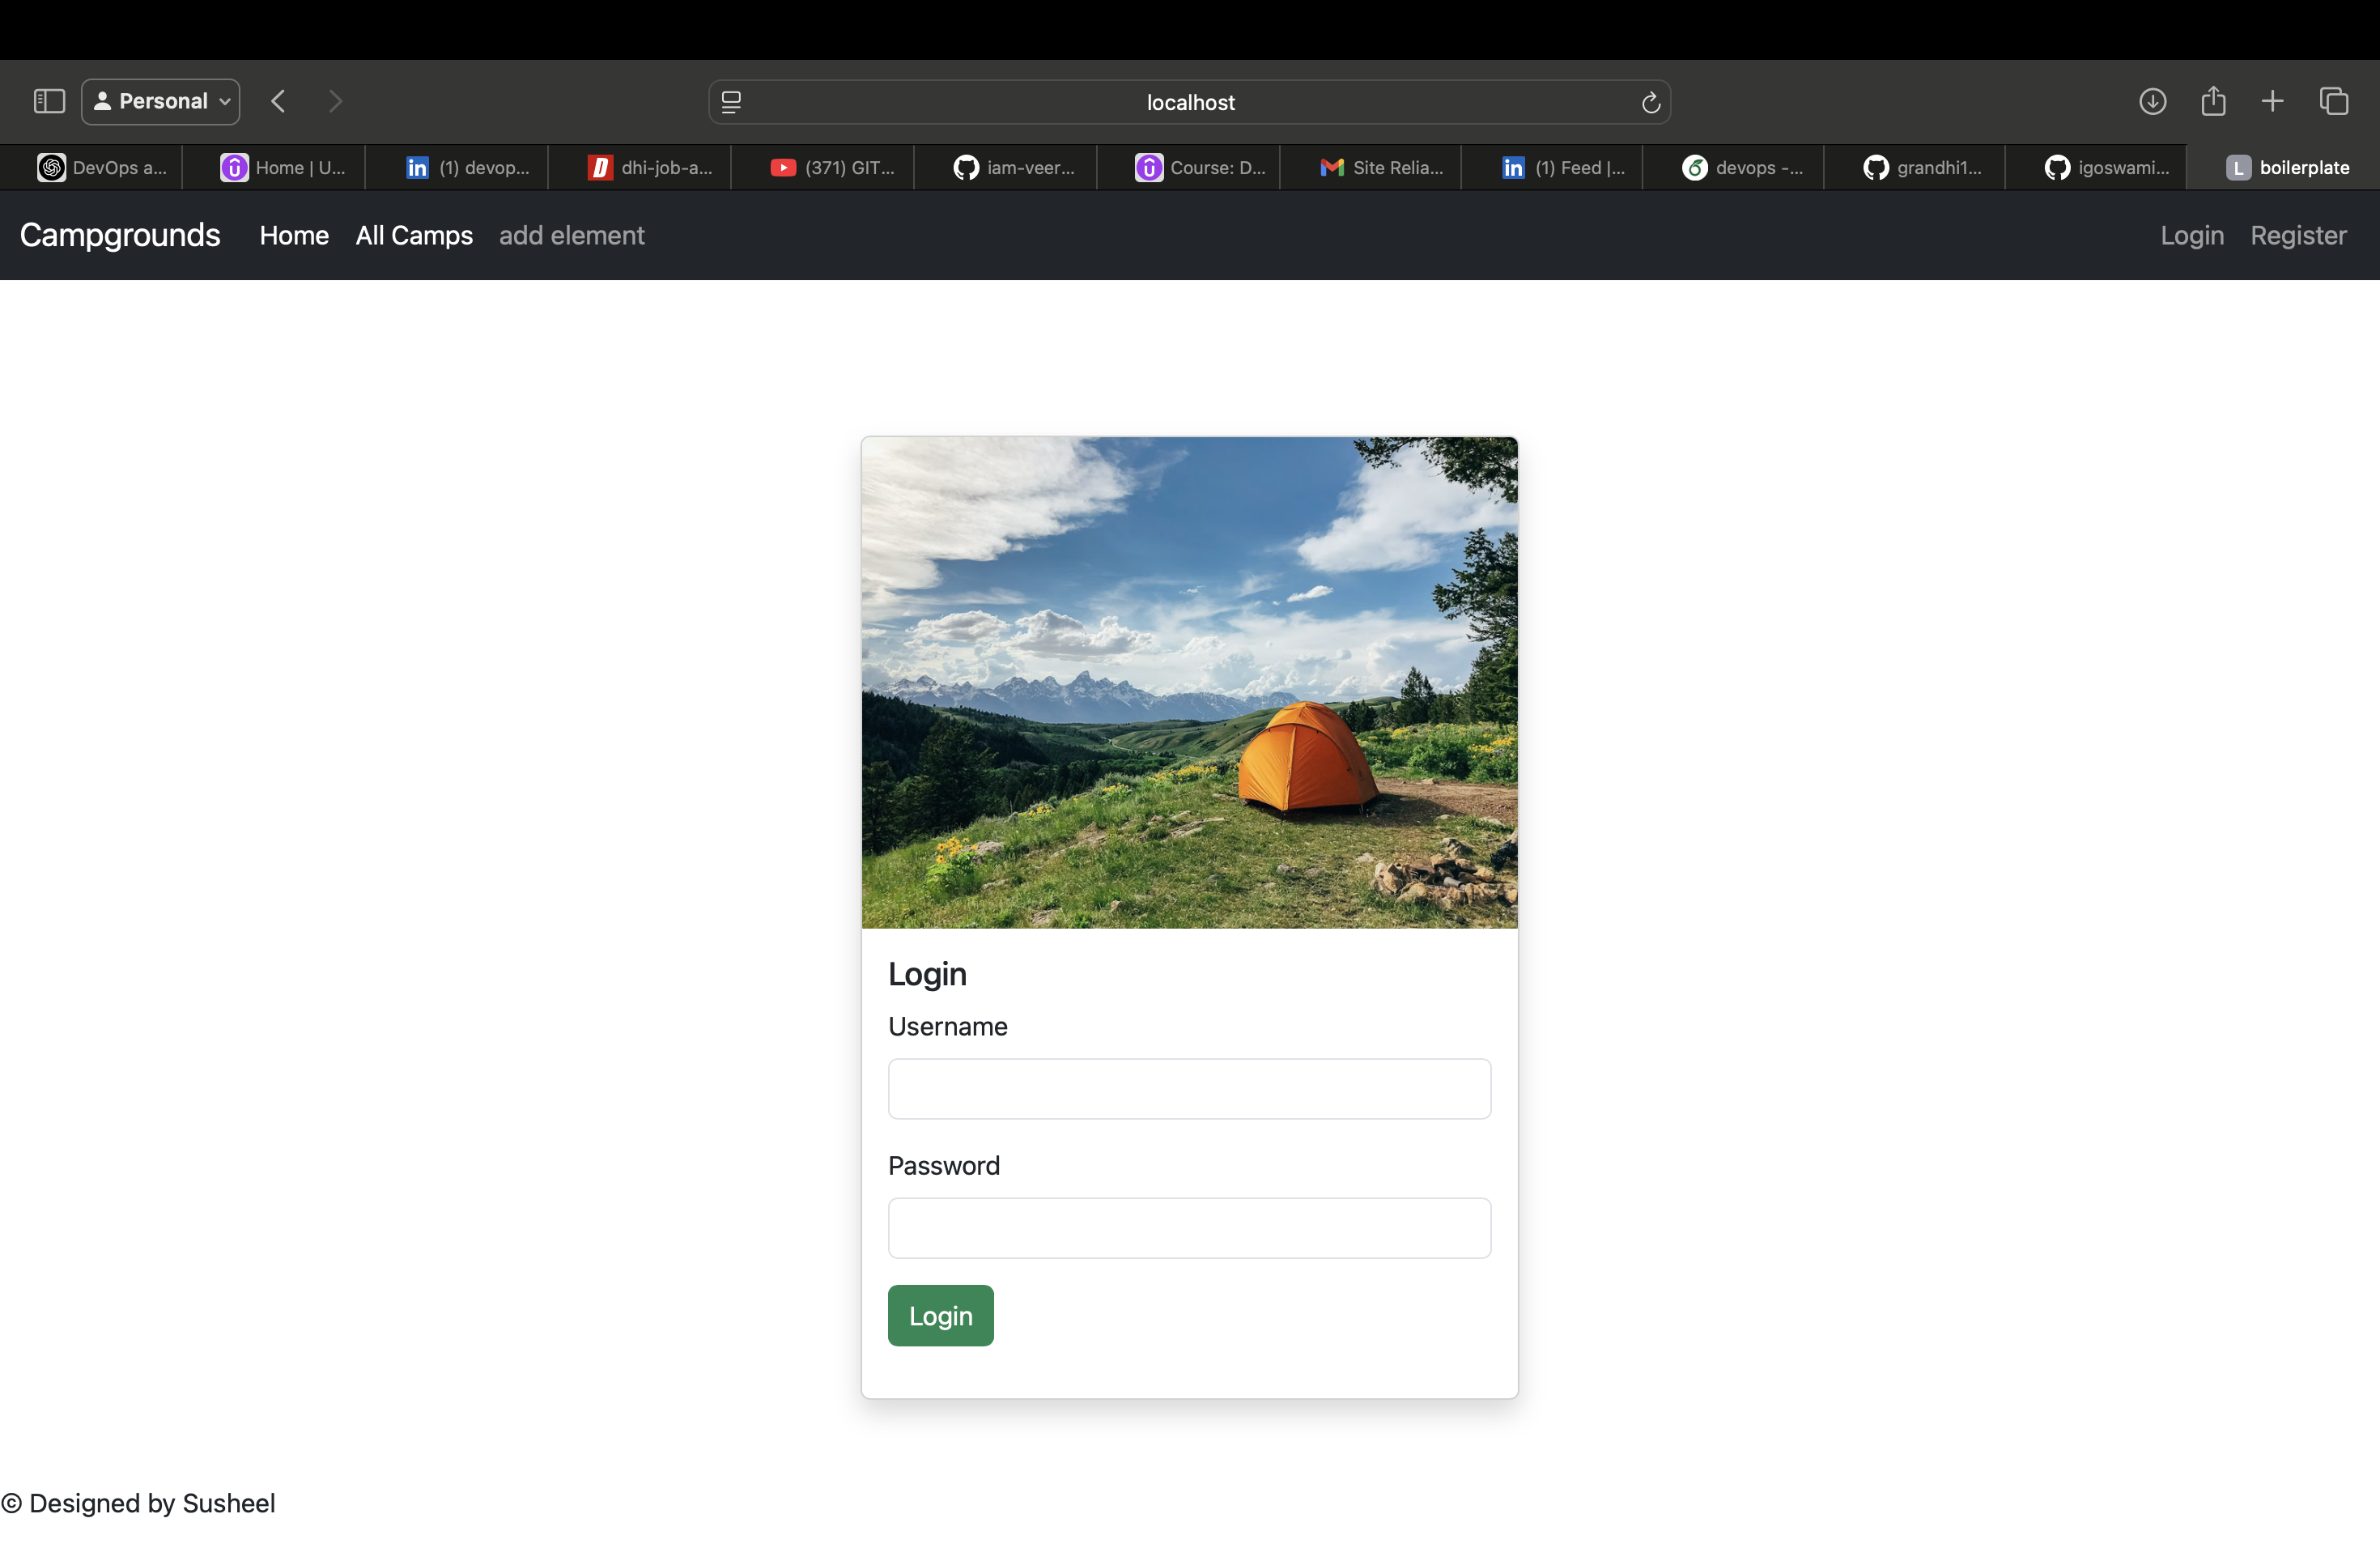 Personal
localhost
DevOps a...
Home | U...
(1) devop...
dhi-job-a...
(371) GIT...
iam-veer...
Course: D...
Site Relia...
(1) Feed |...
devops -...
grandhi1...
igoswami...
L boilerplate
Campgrounds Home All Camps add element Login Register
Login
Username
Password
Login
© Designed by Susheel